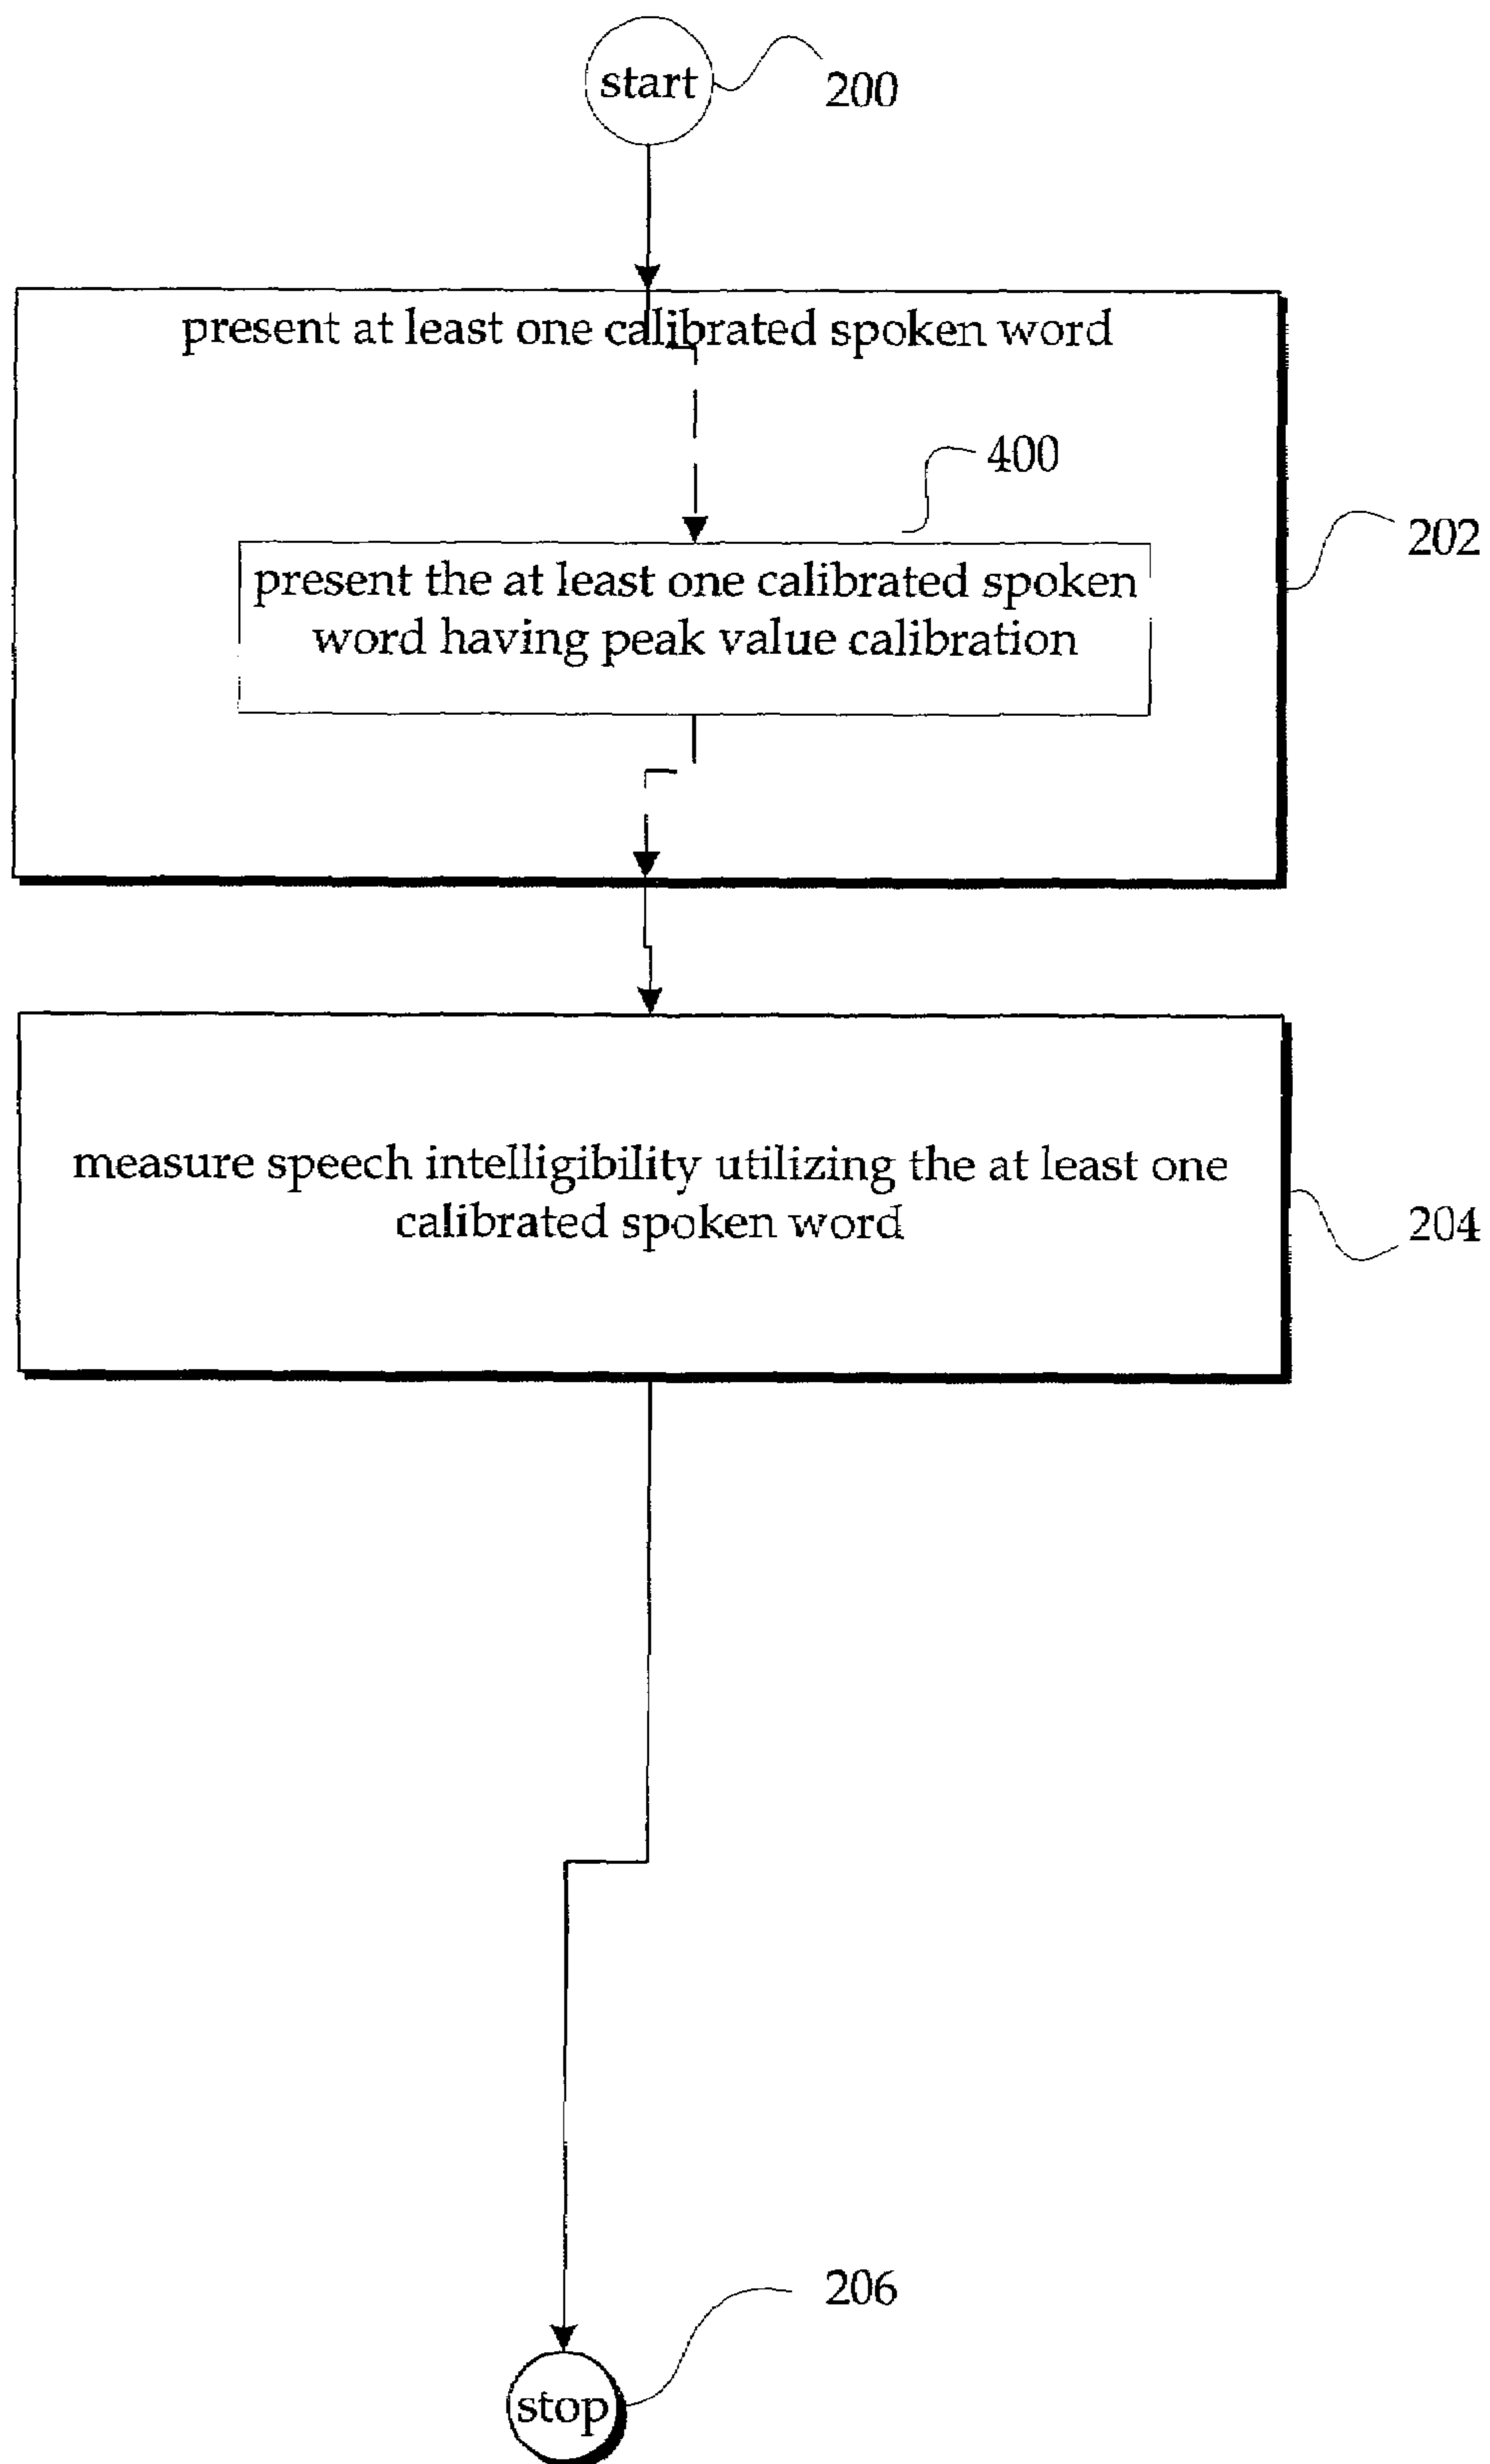 start
200
present at least one calibrated spoken word
400
202
present the at least one calibrated spoken
word having peak value calibration
measure speech intelligibility utilizing the at least one
calibrated spoken word
204
206
stop